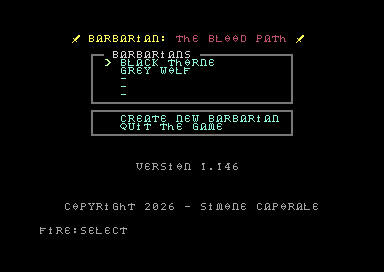 BARBARIAN: THE BLOOD PATH
BARBARIANS
> BLACK THORNE
GREY WOLF
-
-
-
CREATE NEW BARBARIAN
QUIT THE GAME
VERSION 1.146
COPYRIGHT 2026 - SIMONE CAPORALE
FIRE:SELECT